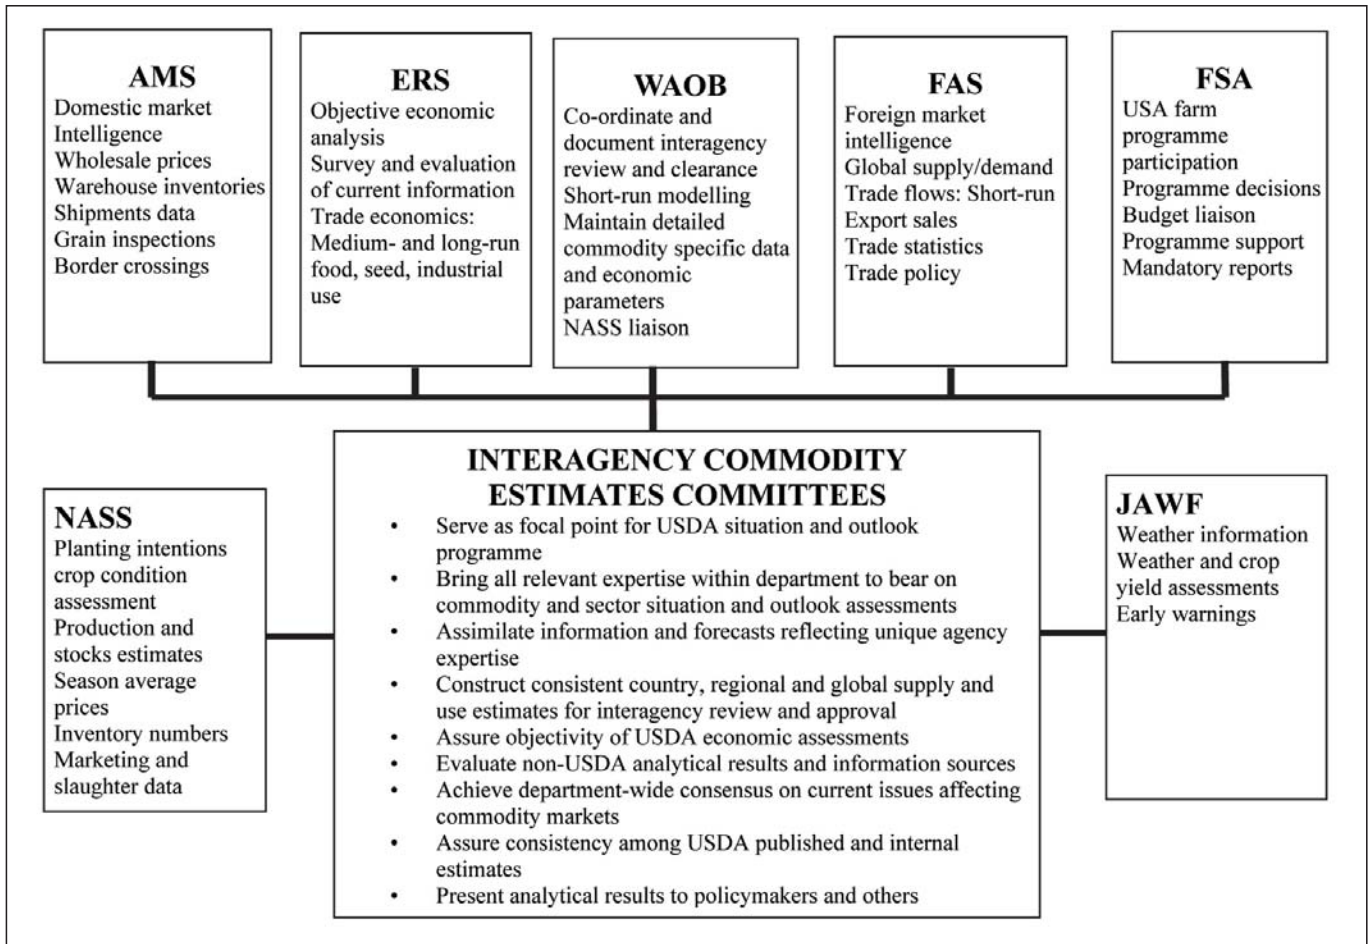 AMS
Domestic market
Intelligence
Wholesale prices
Warehouse inventories
Shipments data
Grain inspections
Border crossings
ERS
Objective economic
analysis
Survey and evaluation
of current information
Trade economics:
Medium- and long-run
food, seed, industrial
use
WAOB
Co-ordinate and
document interagency
review and clearance
Short-run modelling
Maintain detailed
commodity specific data
and economic
parameters
NASS liaison
FAS
Foreign market
intelligence
Global supply/demand
Trade flows: Short-run
Export sales
Trade statistics
Trade policy
FSA
USA farm
programme
participation
Programme decisions
Budget liaison
Programme support
Mandatory reports
NASS
Planting intentions
crop condition
assessment
Production and
stocks estimates
Season average
prices
Inventory numbers
Marketing and
slaughter data
INTERAGENCY COMMODITY
ESTIMATES COMMITTEES
• Serve as focal point for USDA situation and outlook
programme
• Bring all relevant expertise within department to bear on
commodity and sector situation and outlook assessments
• Assimilate information and forecasts reflecting unique agency
expertise
• Construct consistent country, regional and global supply and
use estimates for interagency review and approval
• Assure objectivity of USDA economic assessments
• Evaluate non-USDA analytical results and information sources
• Achieve department-wide consensus on current issues affecting
commodity markets
• Assure consistency among USDA published and internal
estimates
• Present analytical results to policymakers and others
JAWF
Weather information
Weather and crop
yield assessments
Early warnings